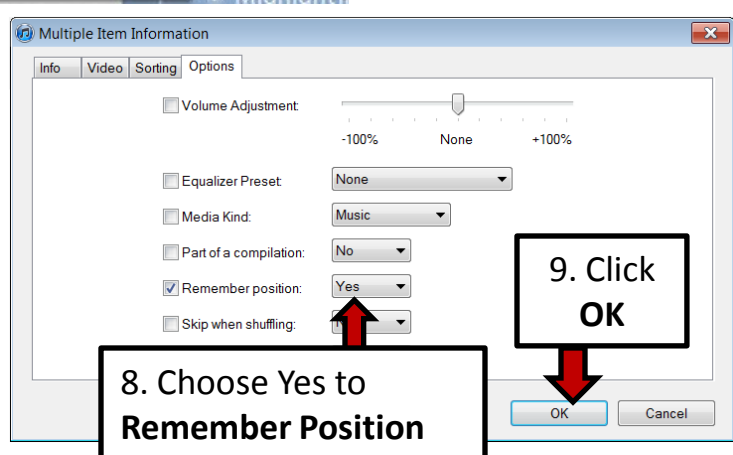 Multiple Item Information
Info Video Sorting Options
Volume Adjustment:
-100% None +100%
Equalizer Preset: None
Media Kind: Music
Part of a compilation: No
Remember position: Yes
Skip when shuffling:
9. Click
OK
8. Choose Yes to
Remember Position
OK Cancel